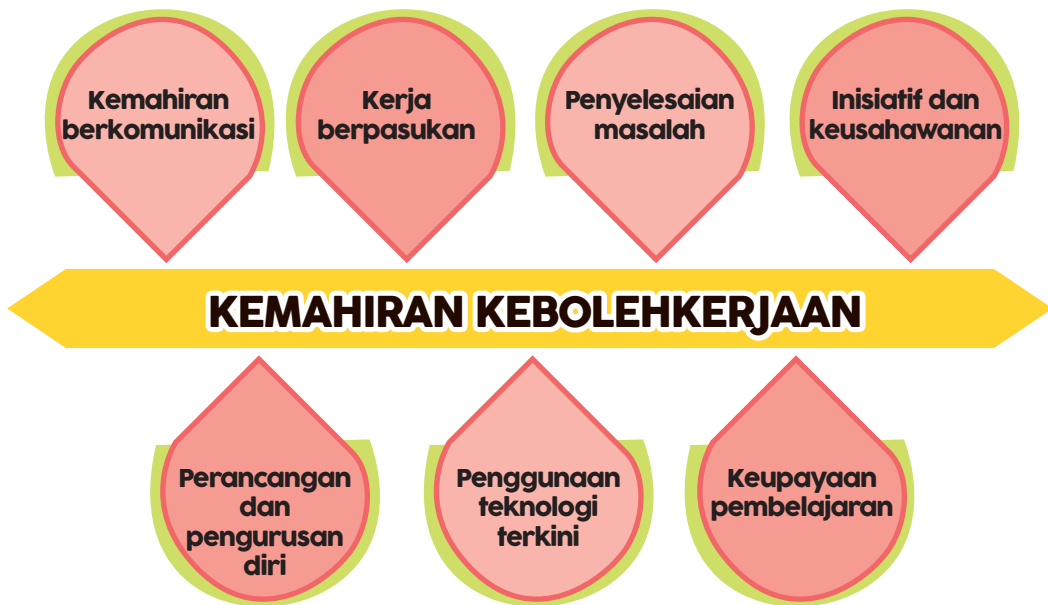 Kemahiran
berkomunikasi
Kerja
berpasukan
Penyelesaian
masalah
Inisiatif dan
keusahawanan
KEMAHIRAN KEBOLEHKERJAAN
Perancangan
dan
pengurusan
diri
Penggunaan
teknologi
terkini
Keupayaan
pembelajaran